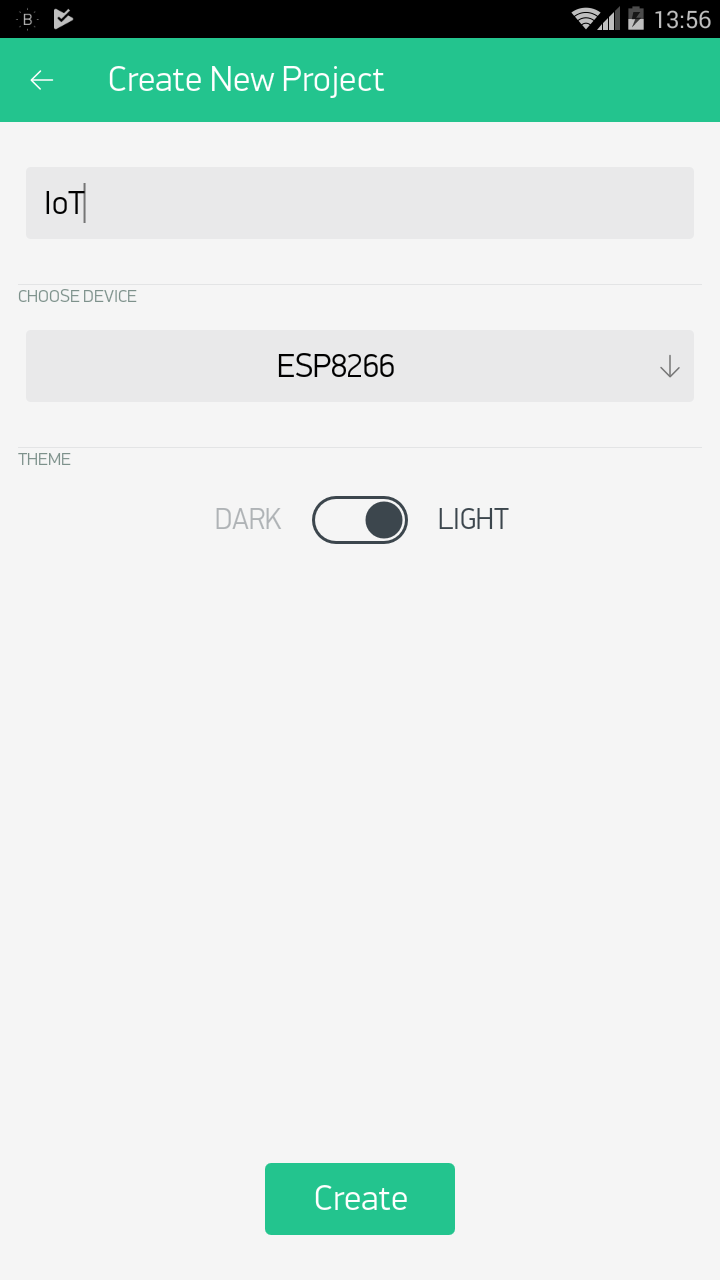 B 13:56
Create New Project
IoT
CHOOSE DEVICE
ESP8266
THEME
DARK LIGHT
Create